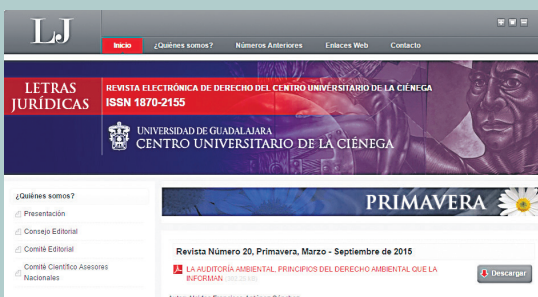 LJ
Inicio ¿Quiénes somos? Números Anteriores Enlaces Web Contacto
LETRAS
JURÍDICAS
REVISTA ELECTRÓNICA DE DERECHO DEL CENTRO UNIVERSITARIO DE LA CIÉNEGA
ISSN 1870-2155
UNIVERSIDAD DE GUADALAJARA
CENTRO UNIVERSITARIO DE LA CIÉNEGA
¿Quiénes somos?
Presentación
Consejo Editorial
Comité Editorial
Comité Científico Asesores
Nacionales
PRIMAVERA
Revista Número 20, Primavera, Marzo - Septiembre de 2015
LA AUDITORÍA AMBIENTAL, PRINCIPIOS DEL DERECHO AMBIENTAL QUE LA
INFORMAN
Descargar